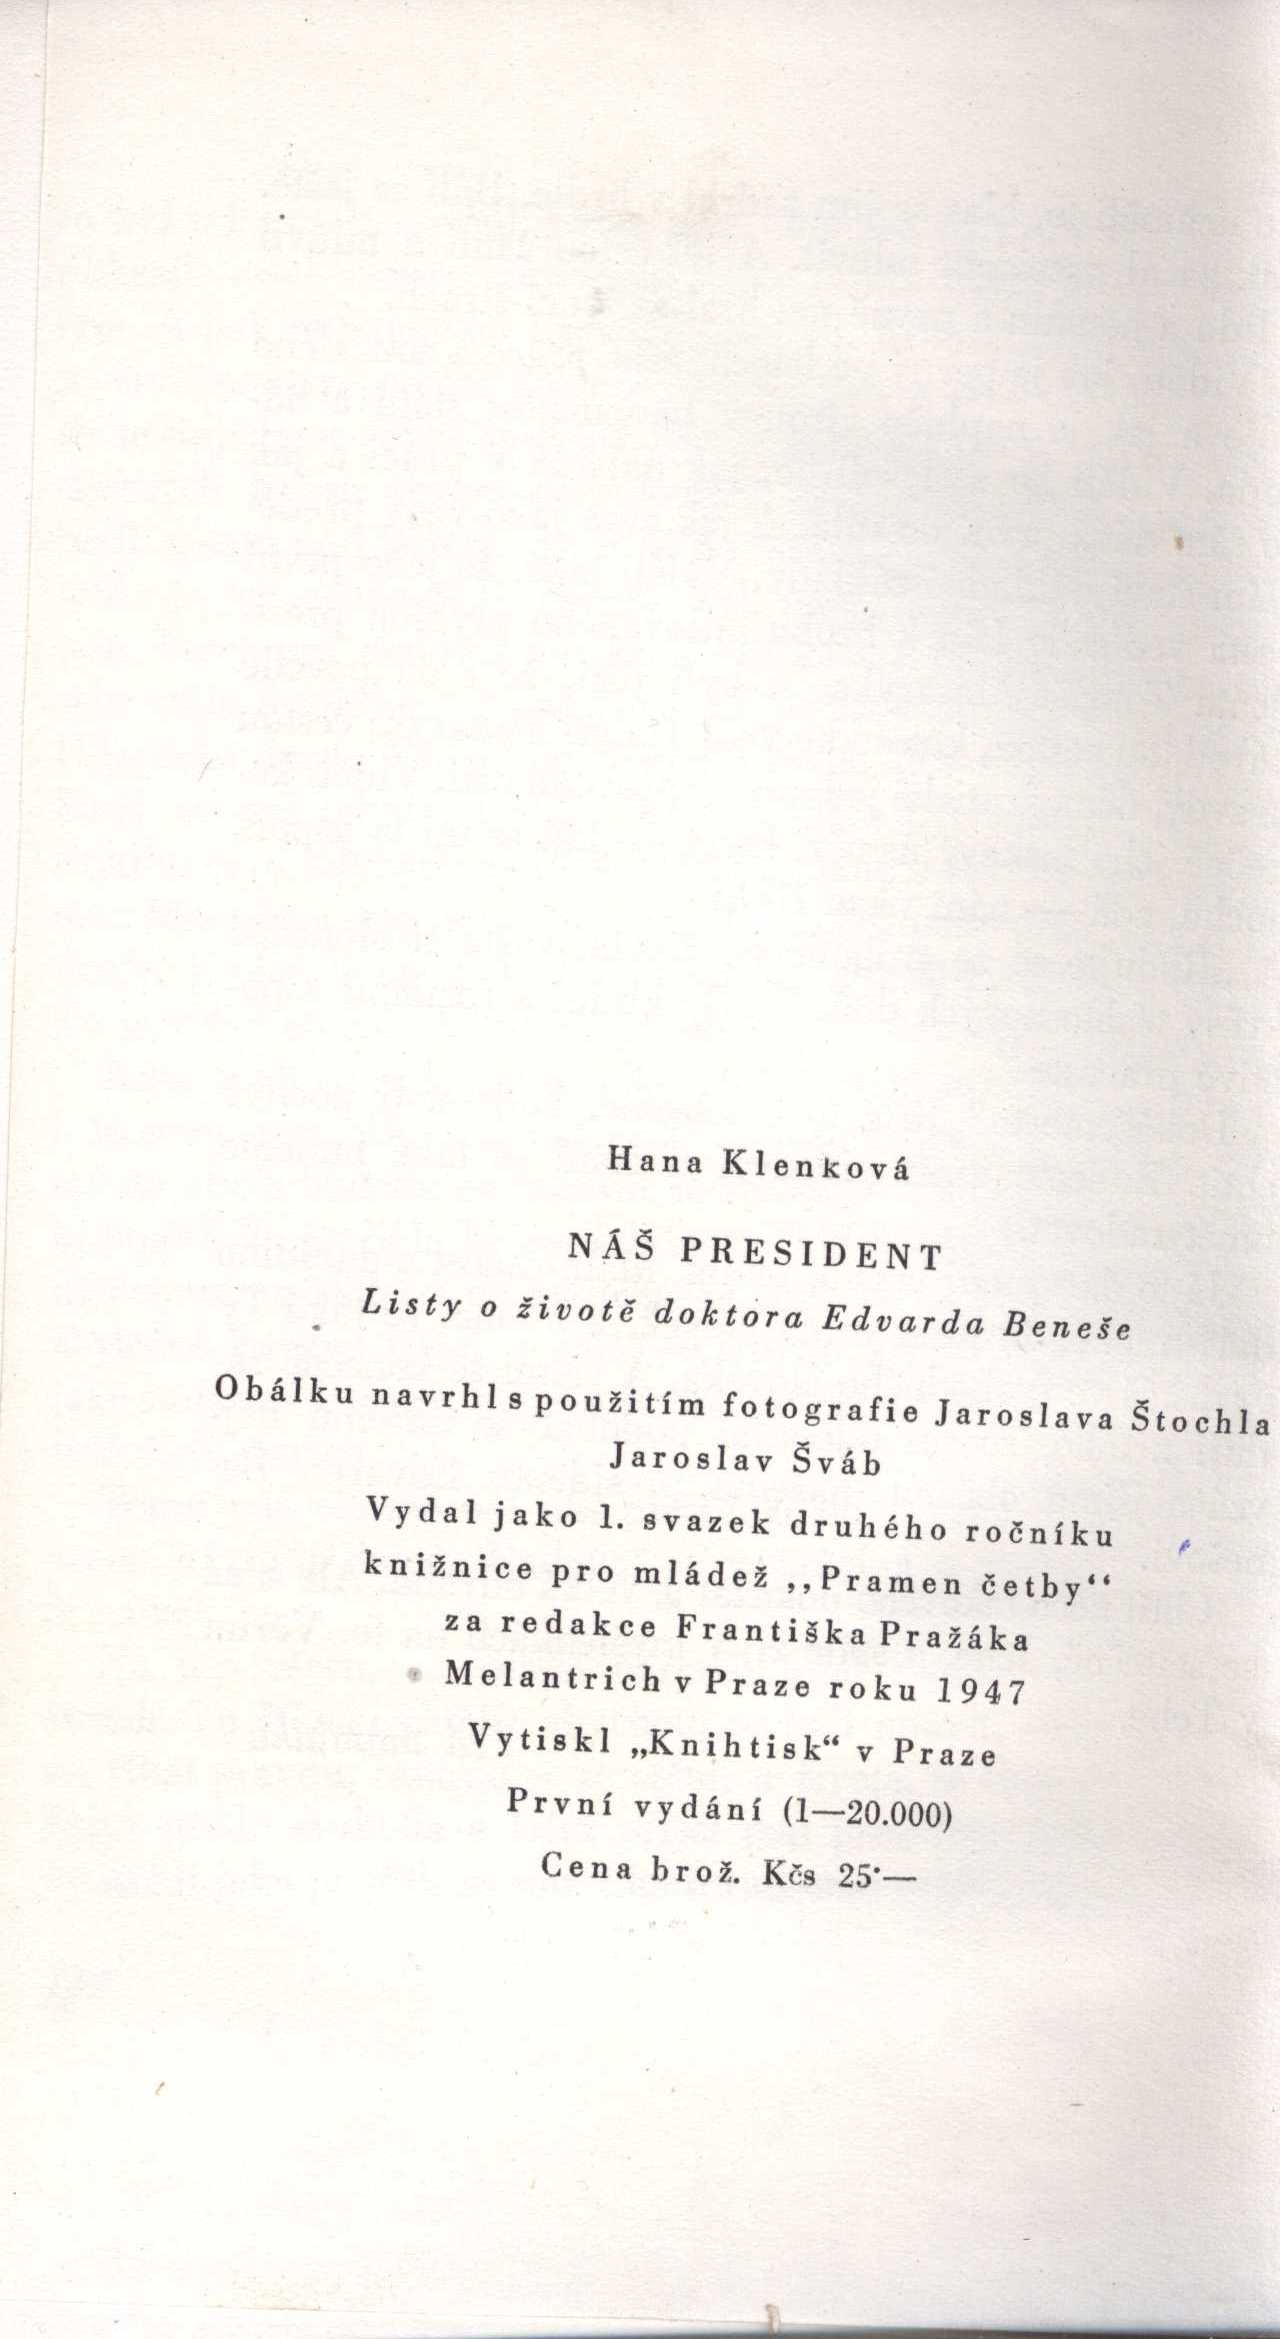 Hana Klenková
NÁŠ PRESIDENT
Listy o životě doktora Edvarda Beneše
Obálku navrhl s použitím fotografie Jaroslava Štochla
Jaroslav Šváb
Vydal jako 1. svazek druhého ročníku
knižnice pro mládež ,,Pramen četby“
za redakce Františka Pražáka
Melantrich v Praze roku 1947
Vytiskl „Knihtisk“ v Praze
První vydání (1—20.000)
Cena brož. Kčs 25·—